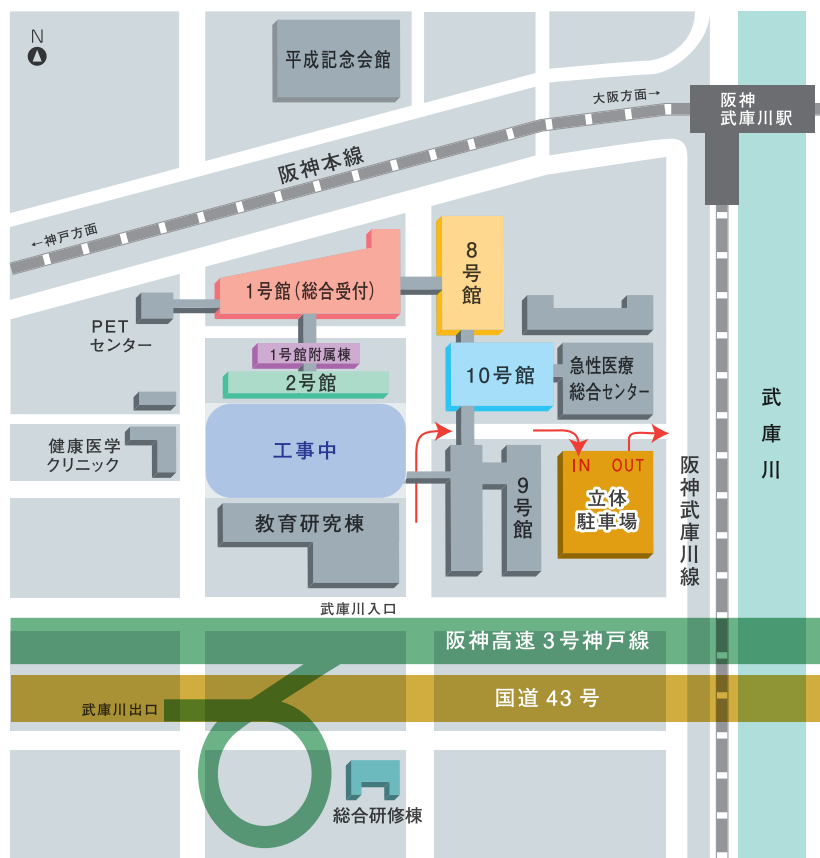 N
平成記念会館
大阪方面→
阪神
武庫川駅
阪神本線
←神戸方面
8号館
1号館(総合受付)
PET
センター
1号館附属棟
2号館
10号館
急性医療
総合センター
武庫川
健康医学
クリニック
工事中
IN OUT
立体
駐車場
9号館
阪神武庫川線
教育研究棟
武庫川入口
阪神高速3号神戸線
国道43号
武庫川出口
総合研修棟